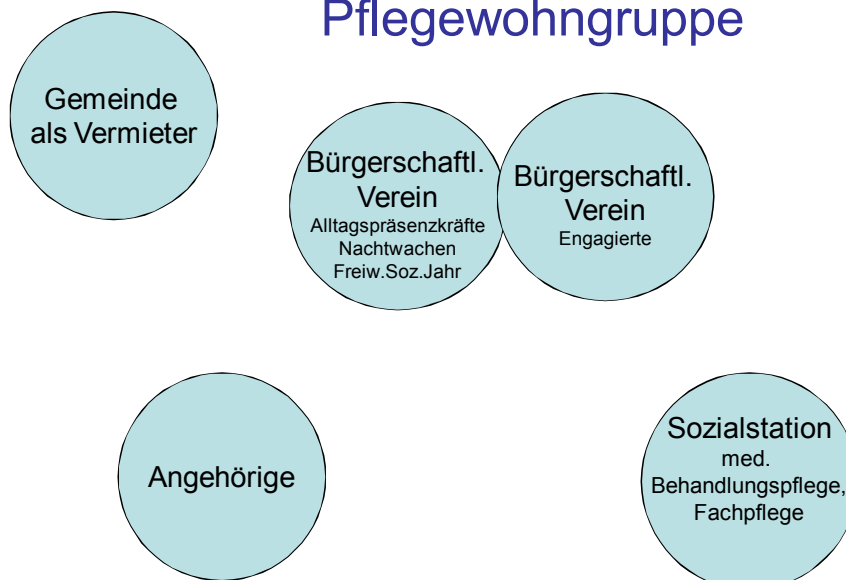 Pflegewohngruppe
Gemeinde
als Vermieter
Bürgerschaftl.
Verein
Alltagspräsenzkräfte
Nachtwachen
Freiw.Soz.Jahr
Bürgerschaftl.
Verein
Engagierte
Angehörige
Sozialstation
med.
Behandlungspflege,
Fachpflege